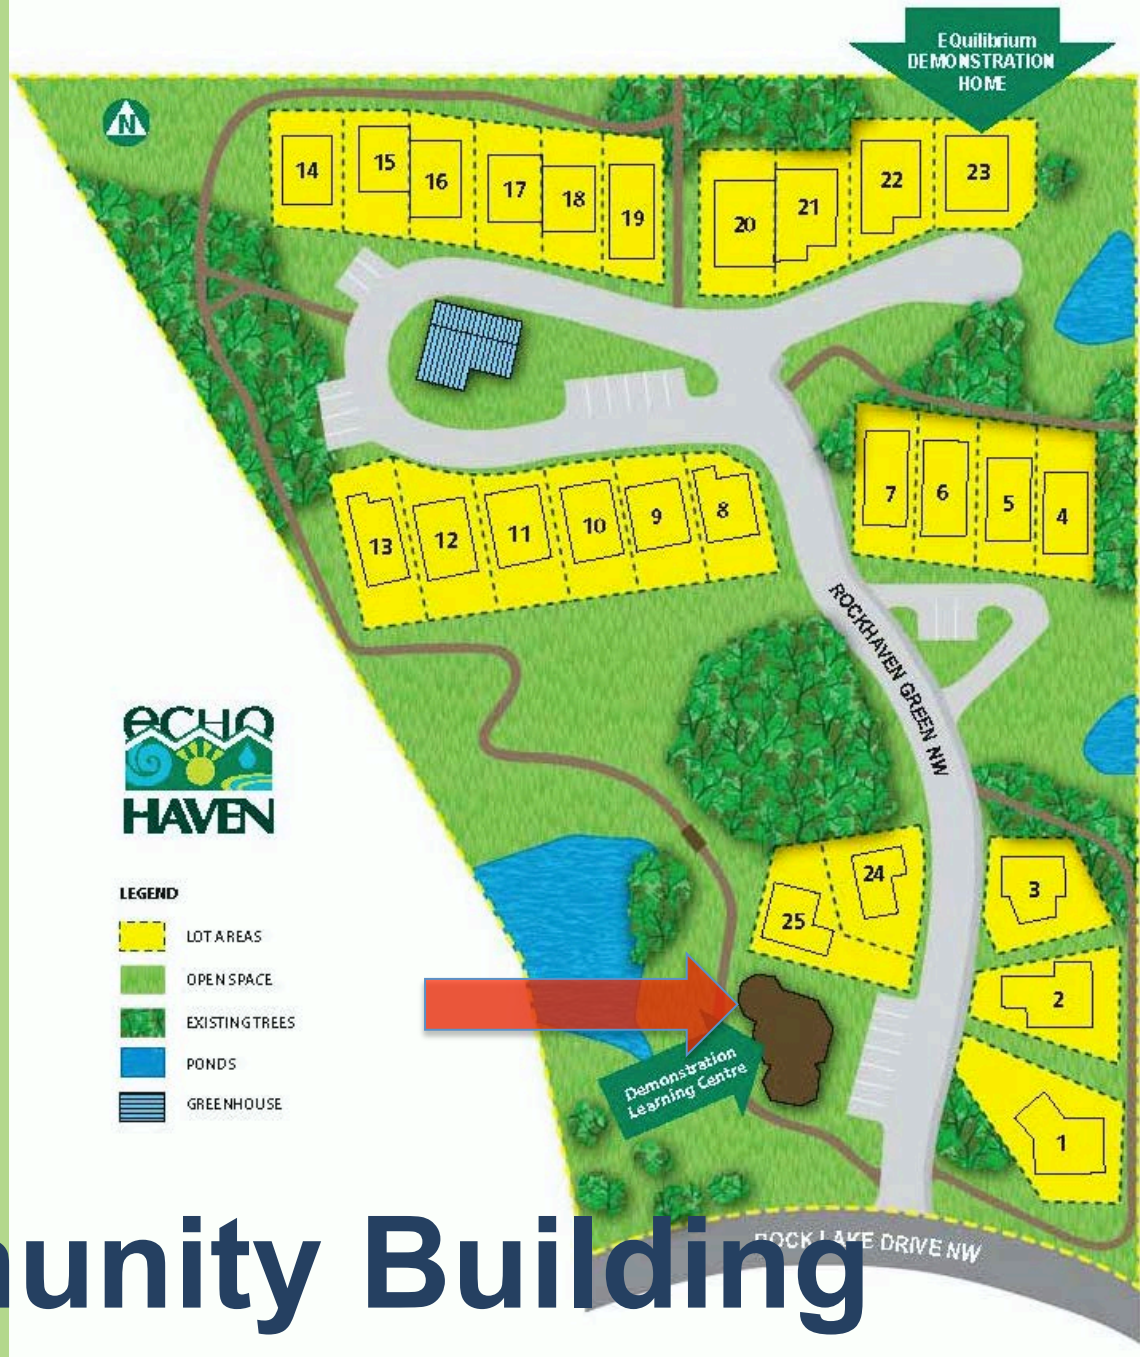 EQuilibrium
DEMONSTRATION
HOME
N
14
15
16
17
18
19
20
21
22
23
7
6
5
4
13
12
11
10
9
8
ROCKHAVEN GREEN NW
ECHO
HAVEN
LEGEND
LOT AREAS
OPEN SPACE
EXISTING TREES
PONDS
GREENHOUSE
24
25
3
2
1
Demonstration
Learning Centre
ROCK LAKE DRIVE NW
unity Building